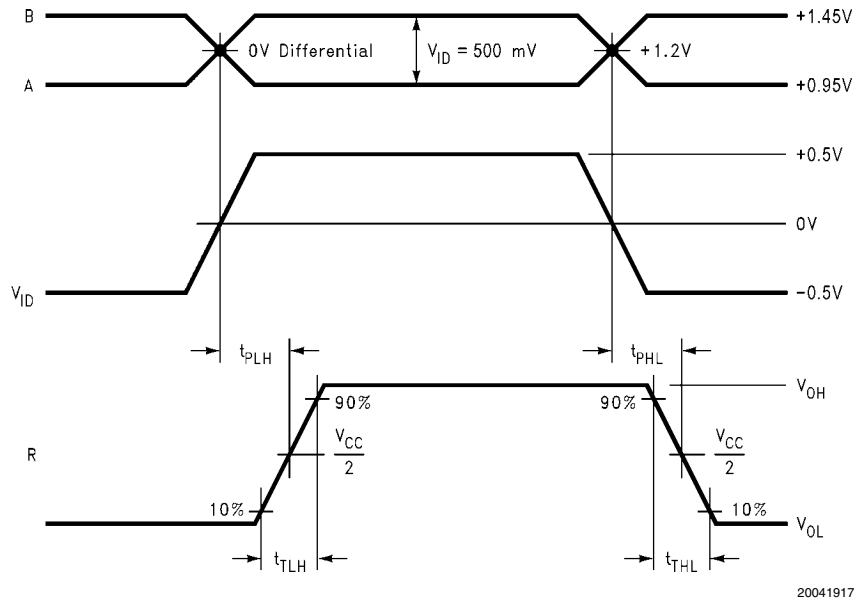 B
+1.45V
0V Differential
V_ID = 500 mV
+1.2V
A
+0.95V
+0.5V
0V
V_ID
−0.5V
t_PLH
t_PHL
V_OH
90%
90%
R
V_CC
2
V_CC
2
10%
10%
V_OL
t_TLH
t_THL
20041917